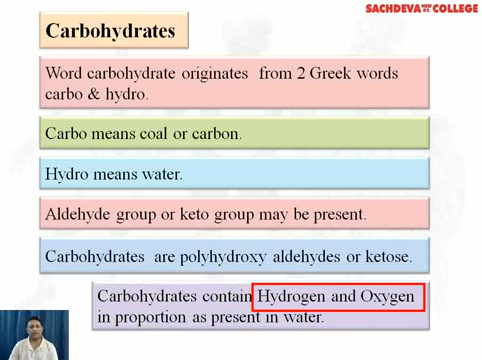 SACHDEVA NEW P.T. COLLEGE
Carbohydrates
Word carbohydrate originates from 2 Greek words
carbo & hydro.
Carbo means coal or carbon.
Hydro means water.
Aldehyde group or keto group may be present.
Carbohydrates are polyhydroxy aldehydes or ketose.
Carbohydrates contain Hydrogen and Oxygen
in proportion as present in water.